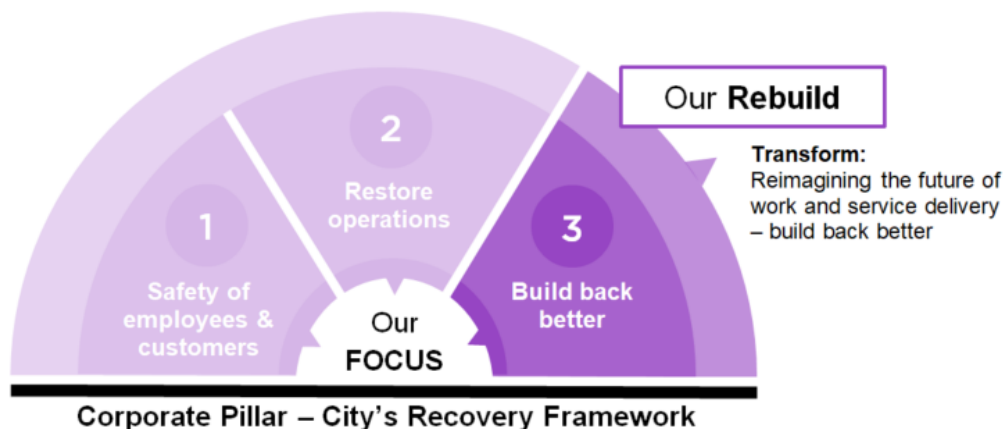 Our Rebuild
Transform:
Reimagining the future of
work and service delivery
– build back better
1
Safety of
employees &
customers
2
Restore
operations
3
Build back
better
Our
FOCUS
Corporate Pillar – City's Recovery Framework